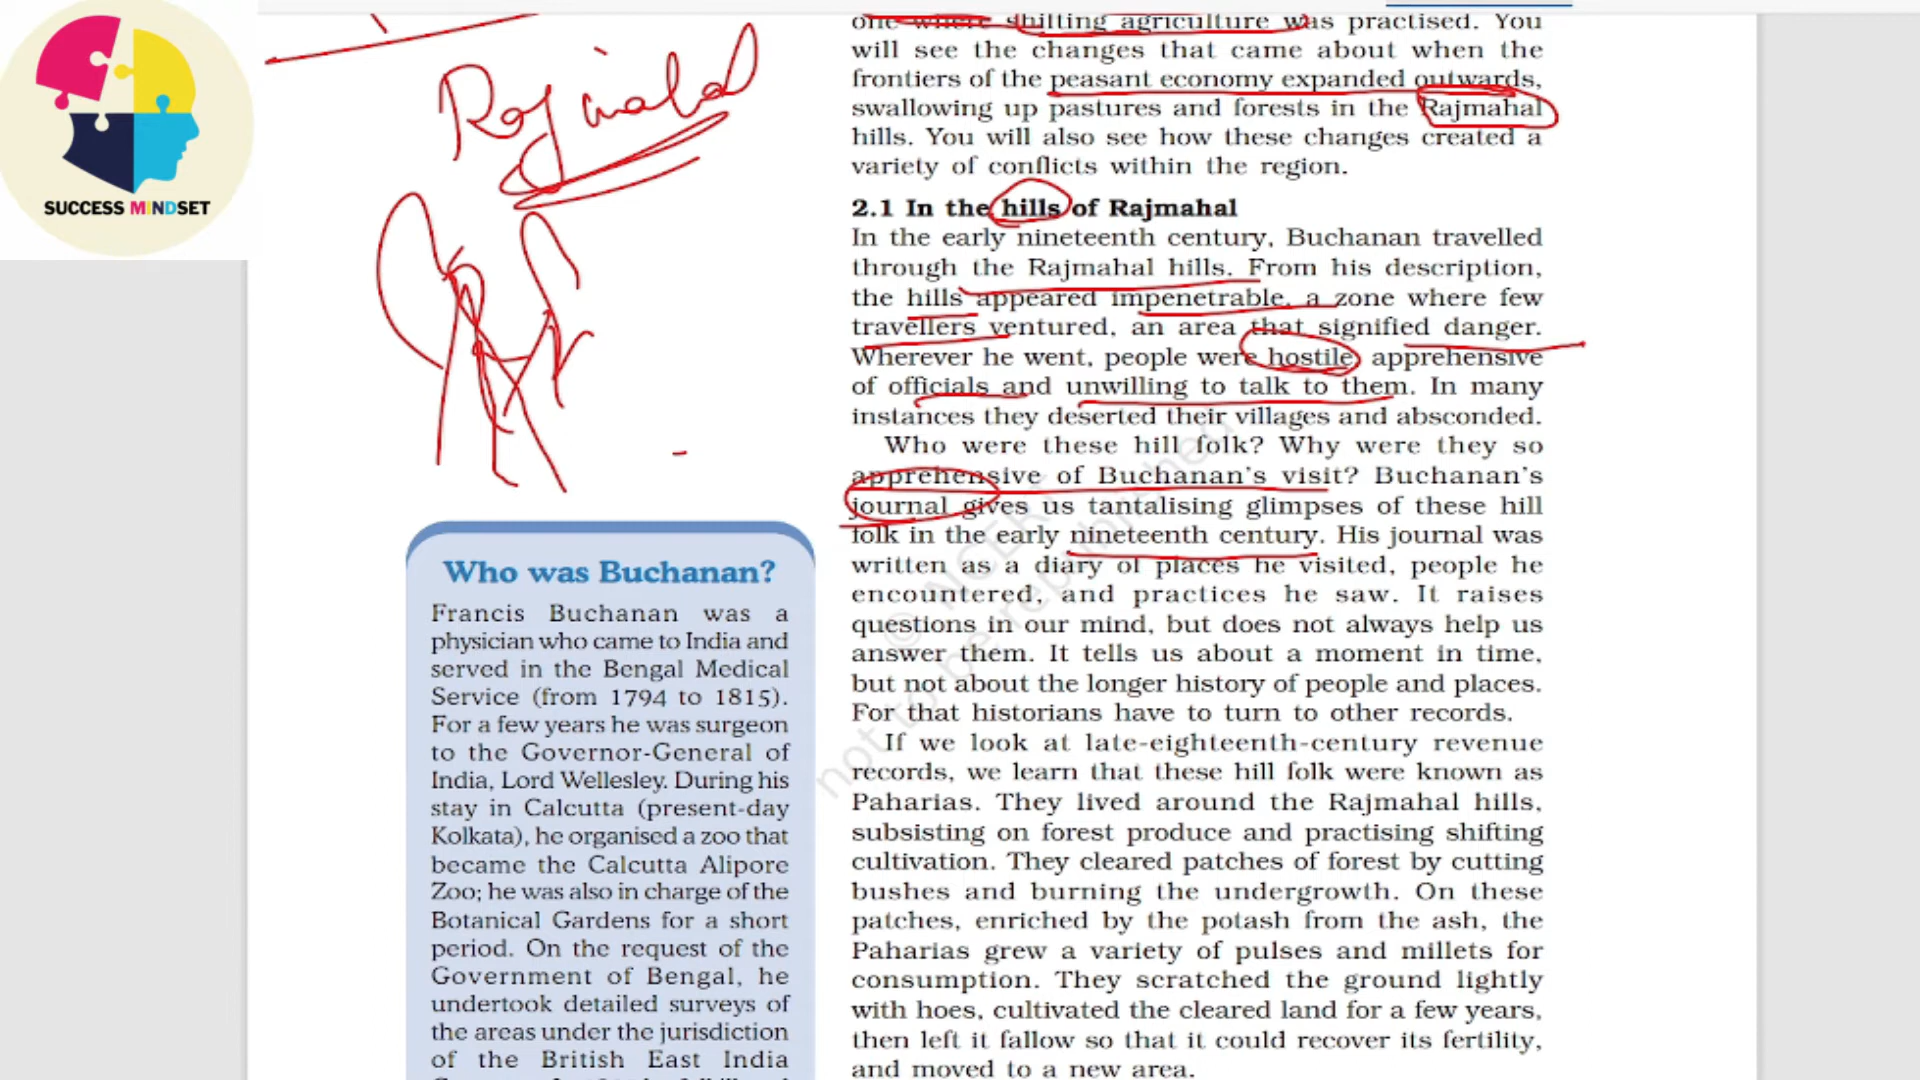 SUCCESS MINDSET
Rajmahal
one where shifting agriculture was practised. You
will see the changes that came about when the
frontiers of the peasant economy expanded outwards,
swallowing up pastures and forests in the Rajmahal
hills. You will also see how these changes created a
variety of conflicts within the region.
2.1 In the hills of Rajmahal
In the early nineteenth century, Buchanan travelled
through the Rajmahal hills. From his description,
the hills appeared impenetrable, a zone where few
travellers ventured, an area that signified danger.
Wherever he went, people were hostile, apprehensive
of officials and unwilling to talk to them. In many
instances they deserted their villages and absconded.
Who were these hill folk? Why were they so
apprehensive of Buchanan's visit? Buchanan's
journal gives us tantalising glimpses of these hill
folk in the early nineteenth century. His journal was
written as a diary of places he visited, people he
encountered, and practices he saw. It raises
questions in our mind, but does not always help us
answer them. It tells us about a moment in time,
but not about the longer history of people and places.
For that historians have to turn to other records.
If we look at late-eighteenth-century revenue
records, we learn that these hill folk were known as
Paharias. They lived around the Rajmahal hills,
subsisting on forest produce and practising shifting
cultivation. They cleared patches of forest by cutting
bushes and burning the undergrowth. On these
patches, enriched by the potash from the ash, the
Paharias grew a variety of pulses and millets for
consumption. They scratched the ground lightly
with hoes, cultivated the cleared land for a few years,
then left it fallow so that it could recover its fertility,
and moved to a new area.
Who was Buchanan?
Francis Buchanan was a
physician who came to India and
served in the Bengal Medical
Service (from 1794 to 1815).
For a few years he was surgeon
to the Governor-General of
India, Lord Wellesley. During his
stay in Calcutta (present-day
Kolkata), he organised a zoo that
became the Calcutta Alipore
Zoo; he was also in charge of the
Botanical Gardens for a short
period. On the request of the
Government of Bengal, he
undertook detailed surveys of
the areas under the jurisdiction
of the British East India
© NCERT
not to be republished